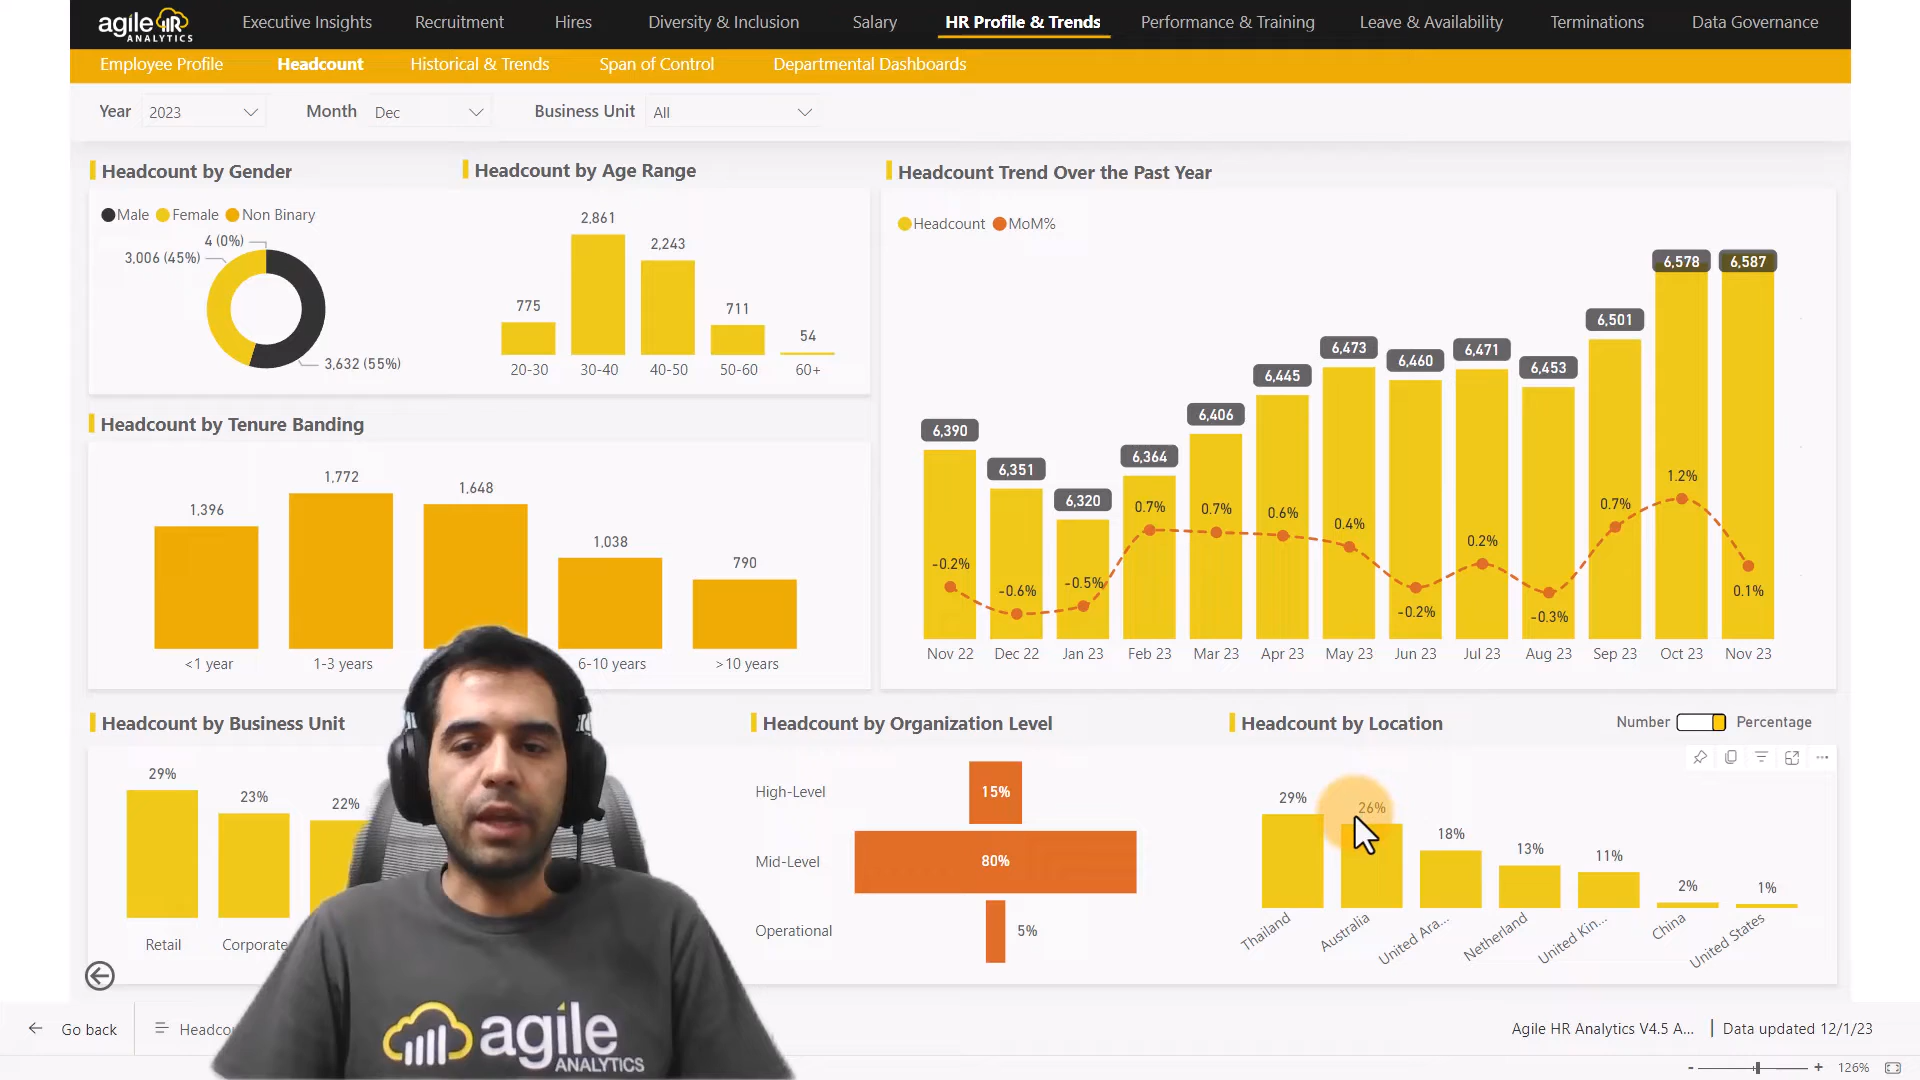 agile HR
ANALYTICS
Executive Insights
Recruitment
Hires
Diversity & Inclusion
Salary
HR Profile & Trends
Performance & Training
Leave & Availability
Terminations
Data Governance
Employee Profile
Headcount
Historical & Trends
Span of Control
Departmental Dashboards
Year
2023
Month
Dec
Business Unit
All
Headcount by Gender
Male
Female
Non Binary
4 (0%)
3,006 (45%)
3,632 (55%)
Headcount by Age Range
2,861
2,243
775
711
54
20-30
30-40
40-50
50-60
60+
Headcount Trend Over the Past Year
Headcount
MoM%
6,390
6,351
6,320
6,364
6,406
6,445
6,473
6,460
6,471
6,453
6,501
6,578
6,587
-0.2%
-0.6%
-0.5%
0.7%
0.7%
0.6%
0.4%
-0.2%
0.2%
-0.3%
0.7%
1.2%
0.1%
Nov 22
Dec 22
Jan 23
Feb 23
Mar 23
Apr 23
May 23
Jun 23
Jul 23
Aug 23
Sep 23
Oct 23
Nov 23
Headcount by Tenure Banding
1,396
1,772
1,648
1,038
790
<1 year
1-3 years
6-10 years
>10 years
Headcount by Business Unit
29%
23%
22%
Retail
Corporate
Headcount by Organization Level
High-Level
15%
Mid-Level
80%
Operational
5%
Headcount by Location
Number
Percentage
29%
26%
18%
13%
11%
2%
1%
Thailand
Australia
United Ara...
Netherland
United Kin...
China
United States
Go back
Headcou
agile
ANALYTICS
Agile HR Analytics V4.5 A...
Data updated 12/1/23
- + 126%